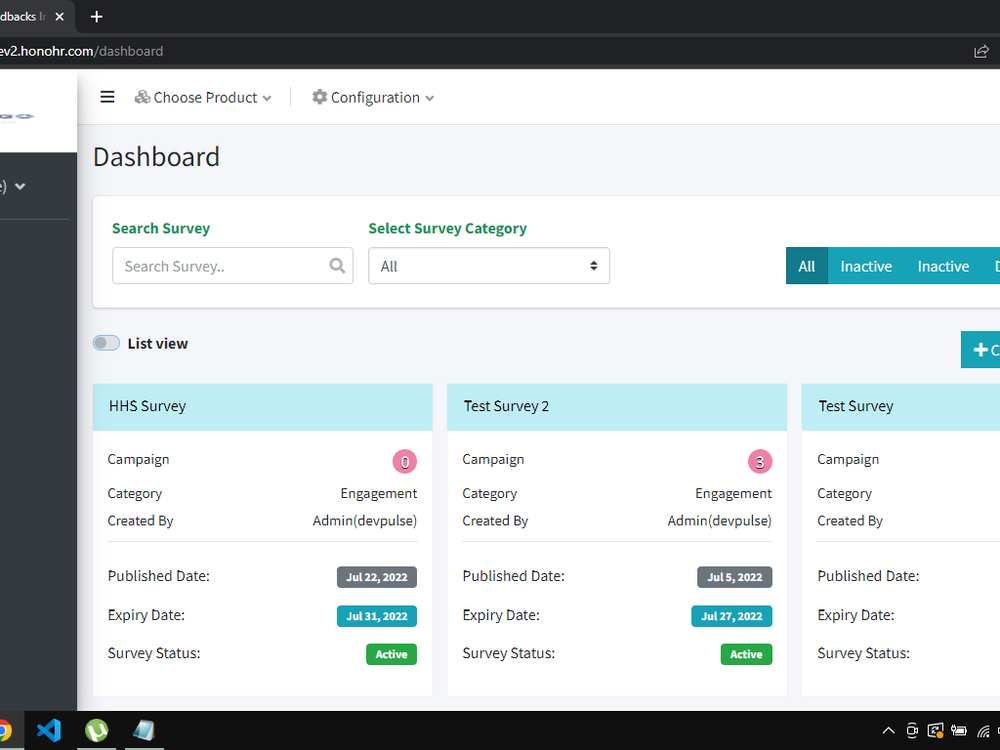 dbacks
ev2.honohr.com/dashboard
Choose Product Configuration
Dashboard
Search Survey Select Survey Category
Search Survey.. All All Inactive Inactive
List view
HHS Survey Test Survey 2 Test Survey
Campaign 0 Campaign 3 Campaign
Category Engagement Category Engagement Category
Created By Admin(devpulse) Created By Admin(devpulse) Created By
Published Date: Jul 22, 2022 Published Date: Jul 5, 2022 Published Date:
Expiry Date: Jul 31, 2022 Expiry Date: Jul 27, 2022 Expiry Date:
Survey Status: Active Survey Status: Active Survey Status: